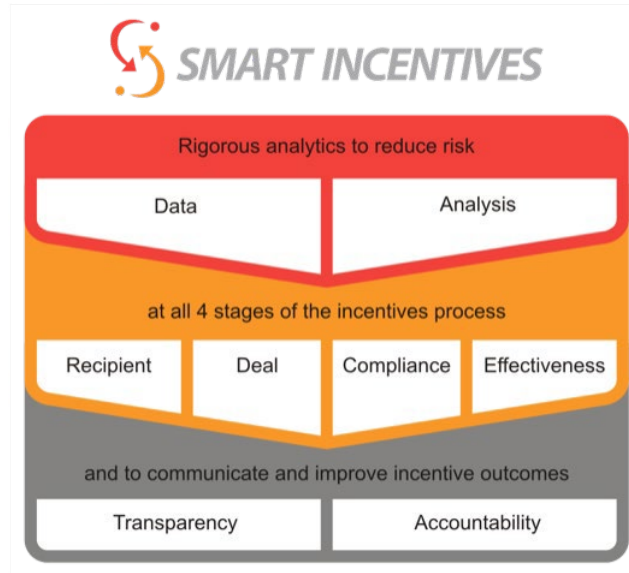 SMART INCENTIVES
Rigorous analytics to reduce risk
Data
Analysis
at all 4 stages of the incentives process
Recipient
Deal
Compliance
Effectiveness
and to communicate and improve incentive outcomes
Transparency
Accountability